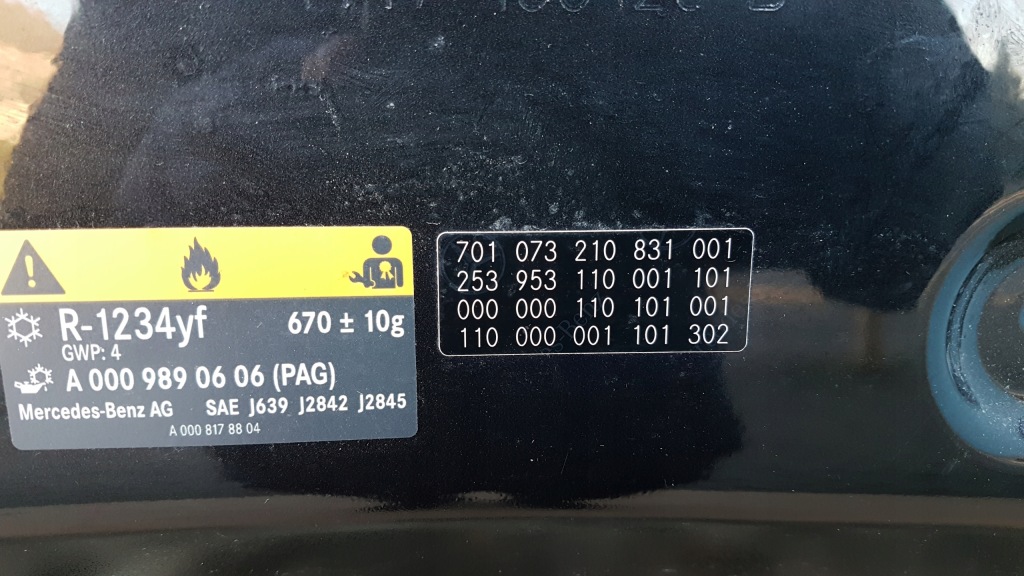 R-1234yf 670 ± 10g
GWP: 4
A 000 989 06 06 (PAG)
Mercedes-Benz AG SAE J639 J2842 J2845
A 000 817 88 04
701 073 210 831 001
253 953 110 001 101
000 000 110 101 001
110 000 001 101 302